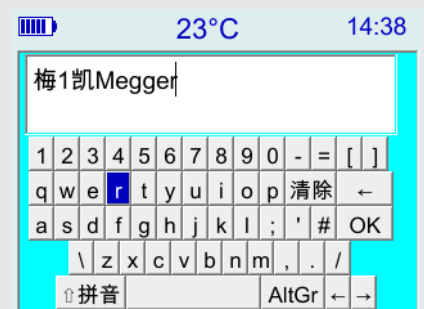 23°C 14:38
梅1凯Megger
1 2 3 4 5 6 7 8 9 0 - = [ ]
q w e r t y u i o p 清除 ←
a s d f g h j k l ; ' # OK
\ z x c v b n m , . /
⇧拼音 AltGr ← →